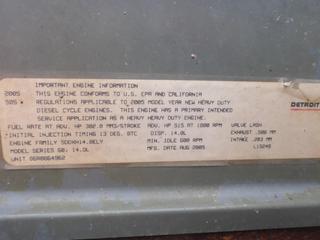 IMPORTANT ENGINE INFORMATION
2005 THIS ENGINE CONFORMS TO U.S. EPA AND CALIFORNIA
50S * REGULATIONS APPLICABLE TO 2005 MODEL YEAR NEW HEAVY DUTY
DIESEL CYCLE ENGINES. THIS ENGINE HAS A PRIMARY INTENDED
SERVICE APPLICATION AS A HEAVY HEAVY DUTY ENGINE.
DETROIT
FUEL RATE AT ADV. HP 302.0 MM3/STROKE ADV. HP 515 AT 1800 RPM VALVE LASH
*INITIAL INJECTION TIMING 13 DEG. BTC DISP. 14.0L EXHAUST .508 MM
ENGINE FAMILY 5DDXH14.0ELY MIN. IDLE 600 RPM INTAKE .203 MM
MODEL SERIES 60, 14.0L MFG. DATE AUG 2005
UNIT 06R0864962